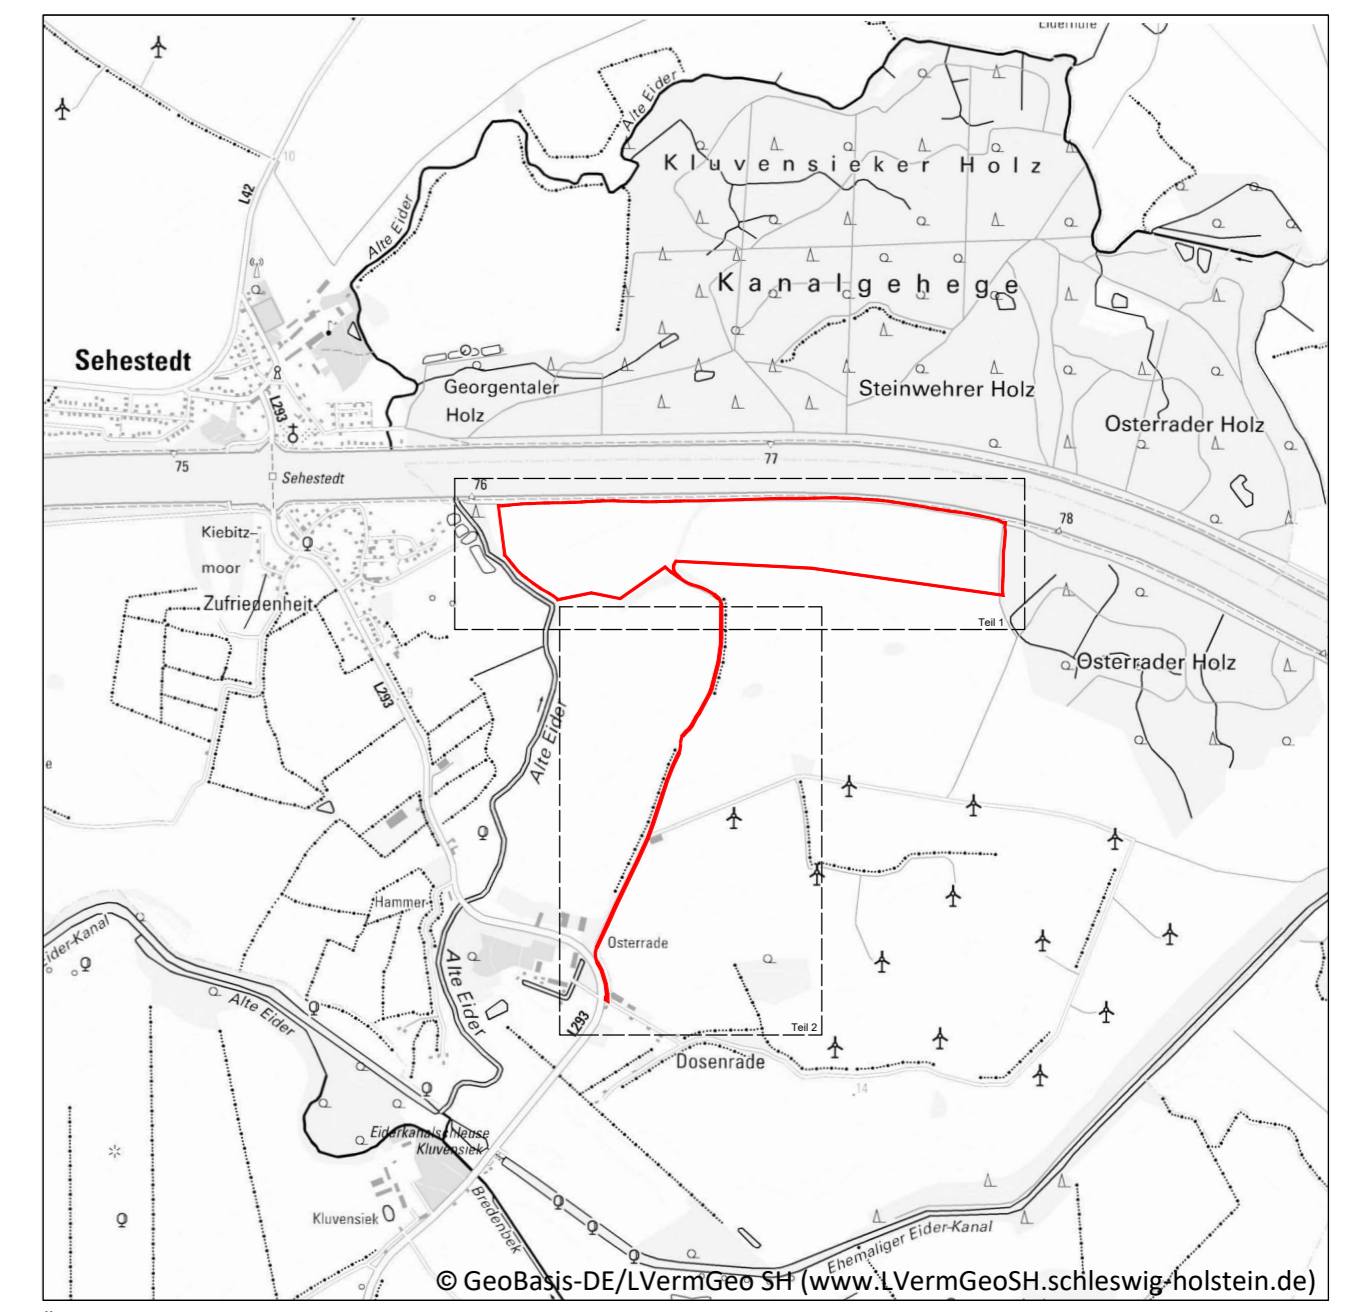 Alte Eider
Kluvensieker Holz
10
L42
Alte Eider
Kanalgehege
Sehestedt
Georgentaler
Holz
Steinwehrer Holz
L293
Osterrader Holz
75
77
Sehestedt
76
78
Kiebitz-
moor
Zufriedenheit
Teil 1
Osterrader Holz
L293
9
Alte Eider
e
Hammer
Eider-Kanal
Osterrade
Alte Eider
Alte Eider
L293
Teil 2
Dosenrade
14
Eiderkanalschleuse
Kluvensiek
Kluvensiek
Bredenbek
Ehemaliger Eider-Kanal
© GeoBasis-DE/LVermGeo SH (www.LVermGeoSH.schleswig-holstein.de)